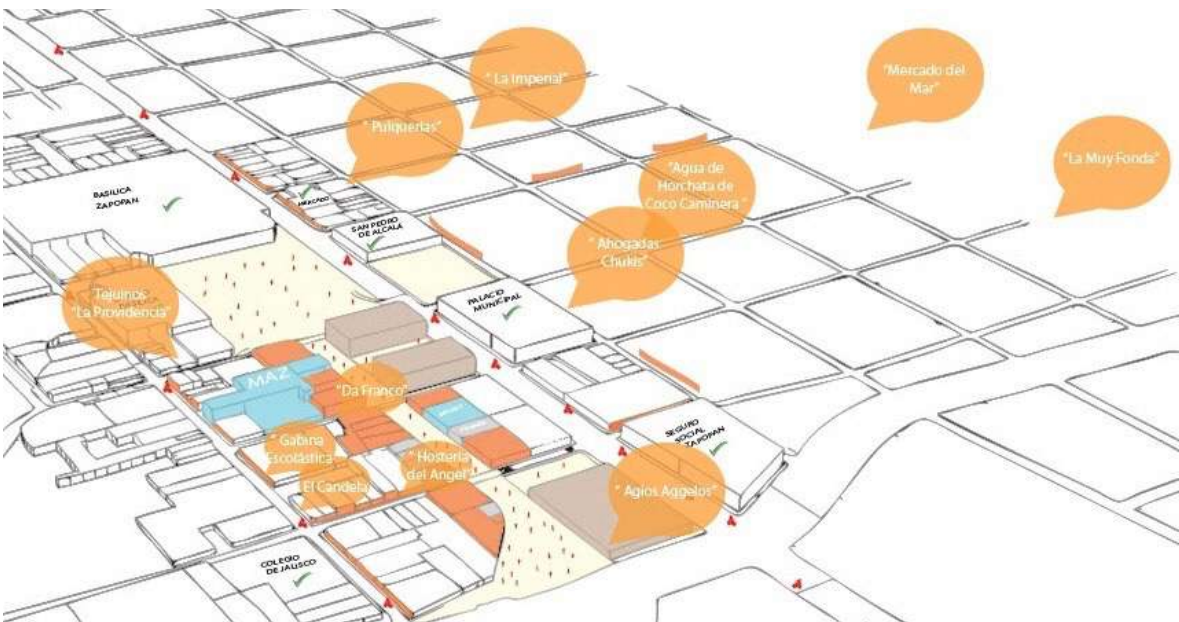 " La Imperial"
"Mercado del
Mar"
" Pulquerías"
"La Muy Fonda"
"Agua de
Horchata de
Coco Caminera "
BASILICA
ZAPOPAN
MERCADO
SAN PEDRO
DE ALCALÁ
" Ahogadas
Chukis"
Tejuinos
"La Providencia"
PALACIO
MUNICIPAL
MAZ
"Da Franco"
" Gabina
Escolástica"
" Hostería
del Angel"
El Candela
SEGURO
SOCIAL
ZAPOPAN
" Agios Aggelos"
COLEGIO
DE JALISCO